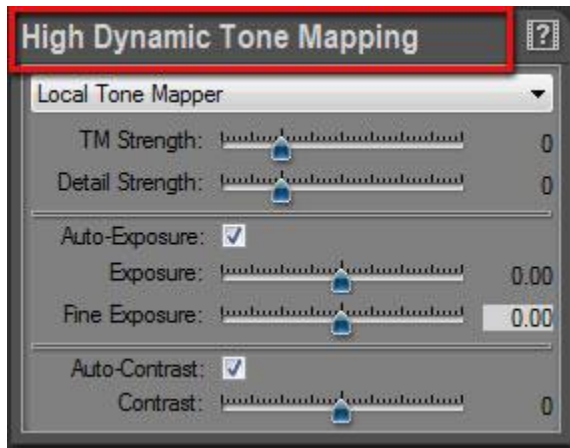 High Dynamic Tone Mapping ?
Local Tone Mapper
TM Strength: 0
Detail Strength: 0
Auto-Exposure:
Exposure: 0.00
Fine Exposure: 0.00
Auto-Contrast:
Contrast: 0